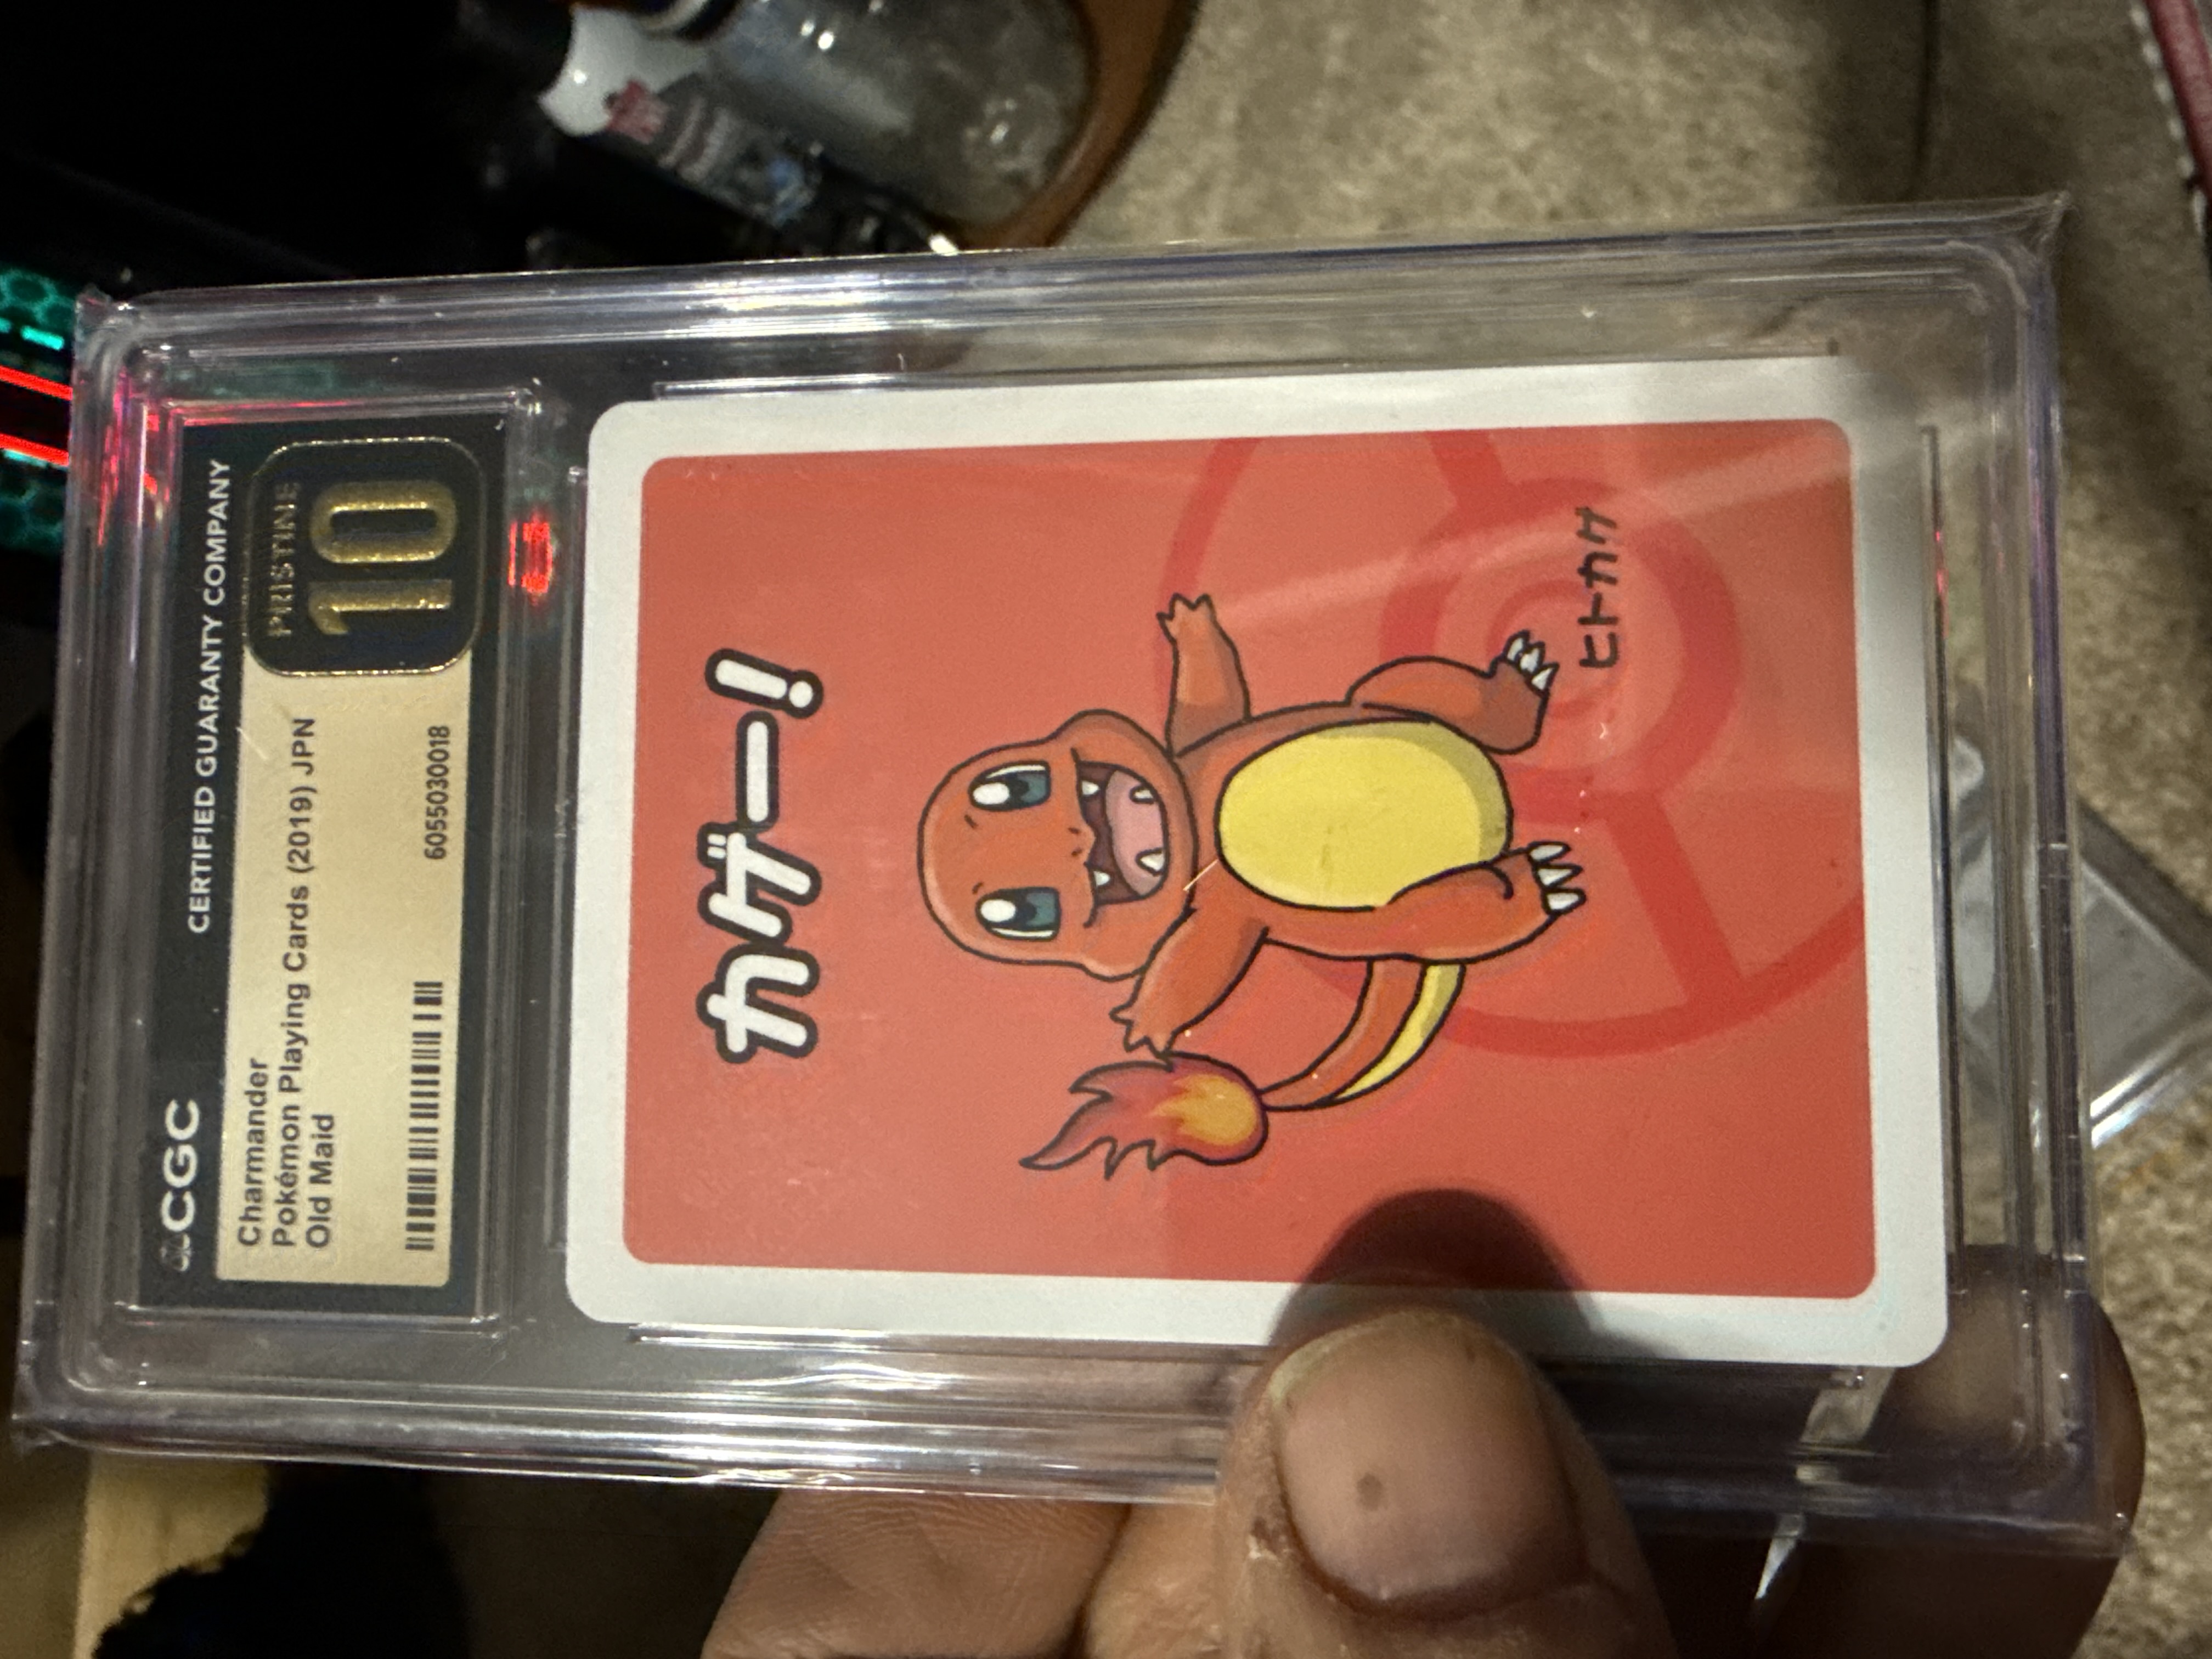 CGC
CERTIFIED GUARANTY COMPANY
Charmander
Pokémon Playing Cards (2019) JPN
Old Maid
6055030018
PRISTINE
10
カゲー!
ヒトカゲ